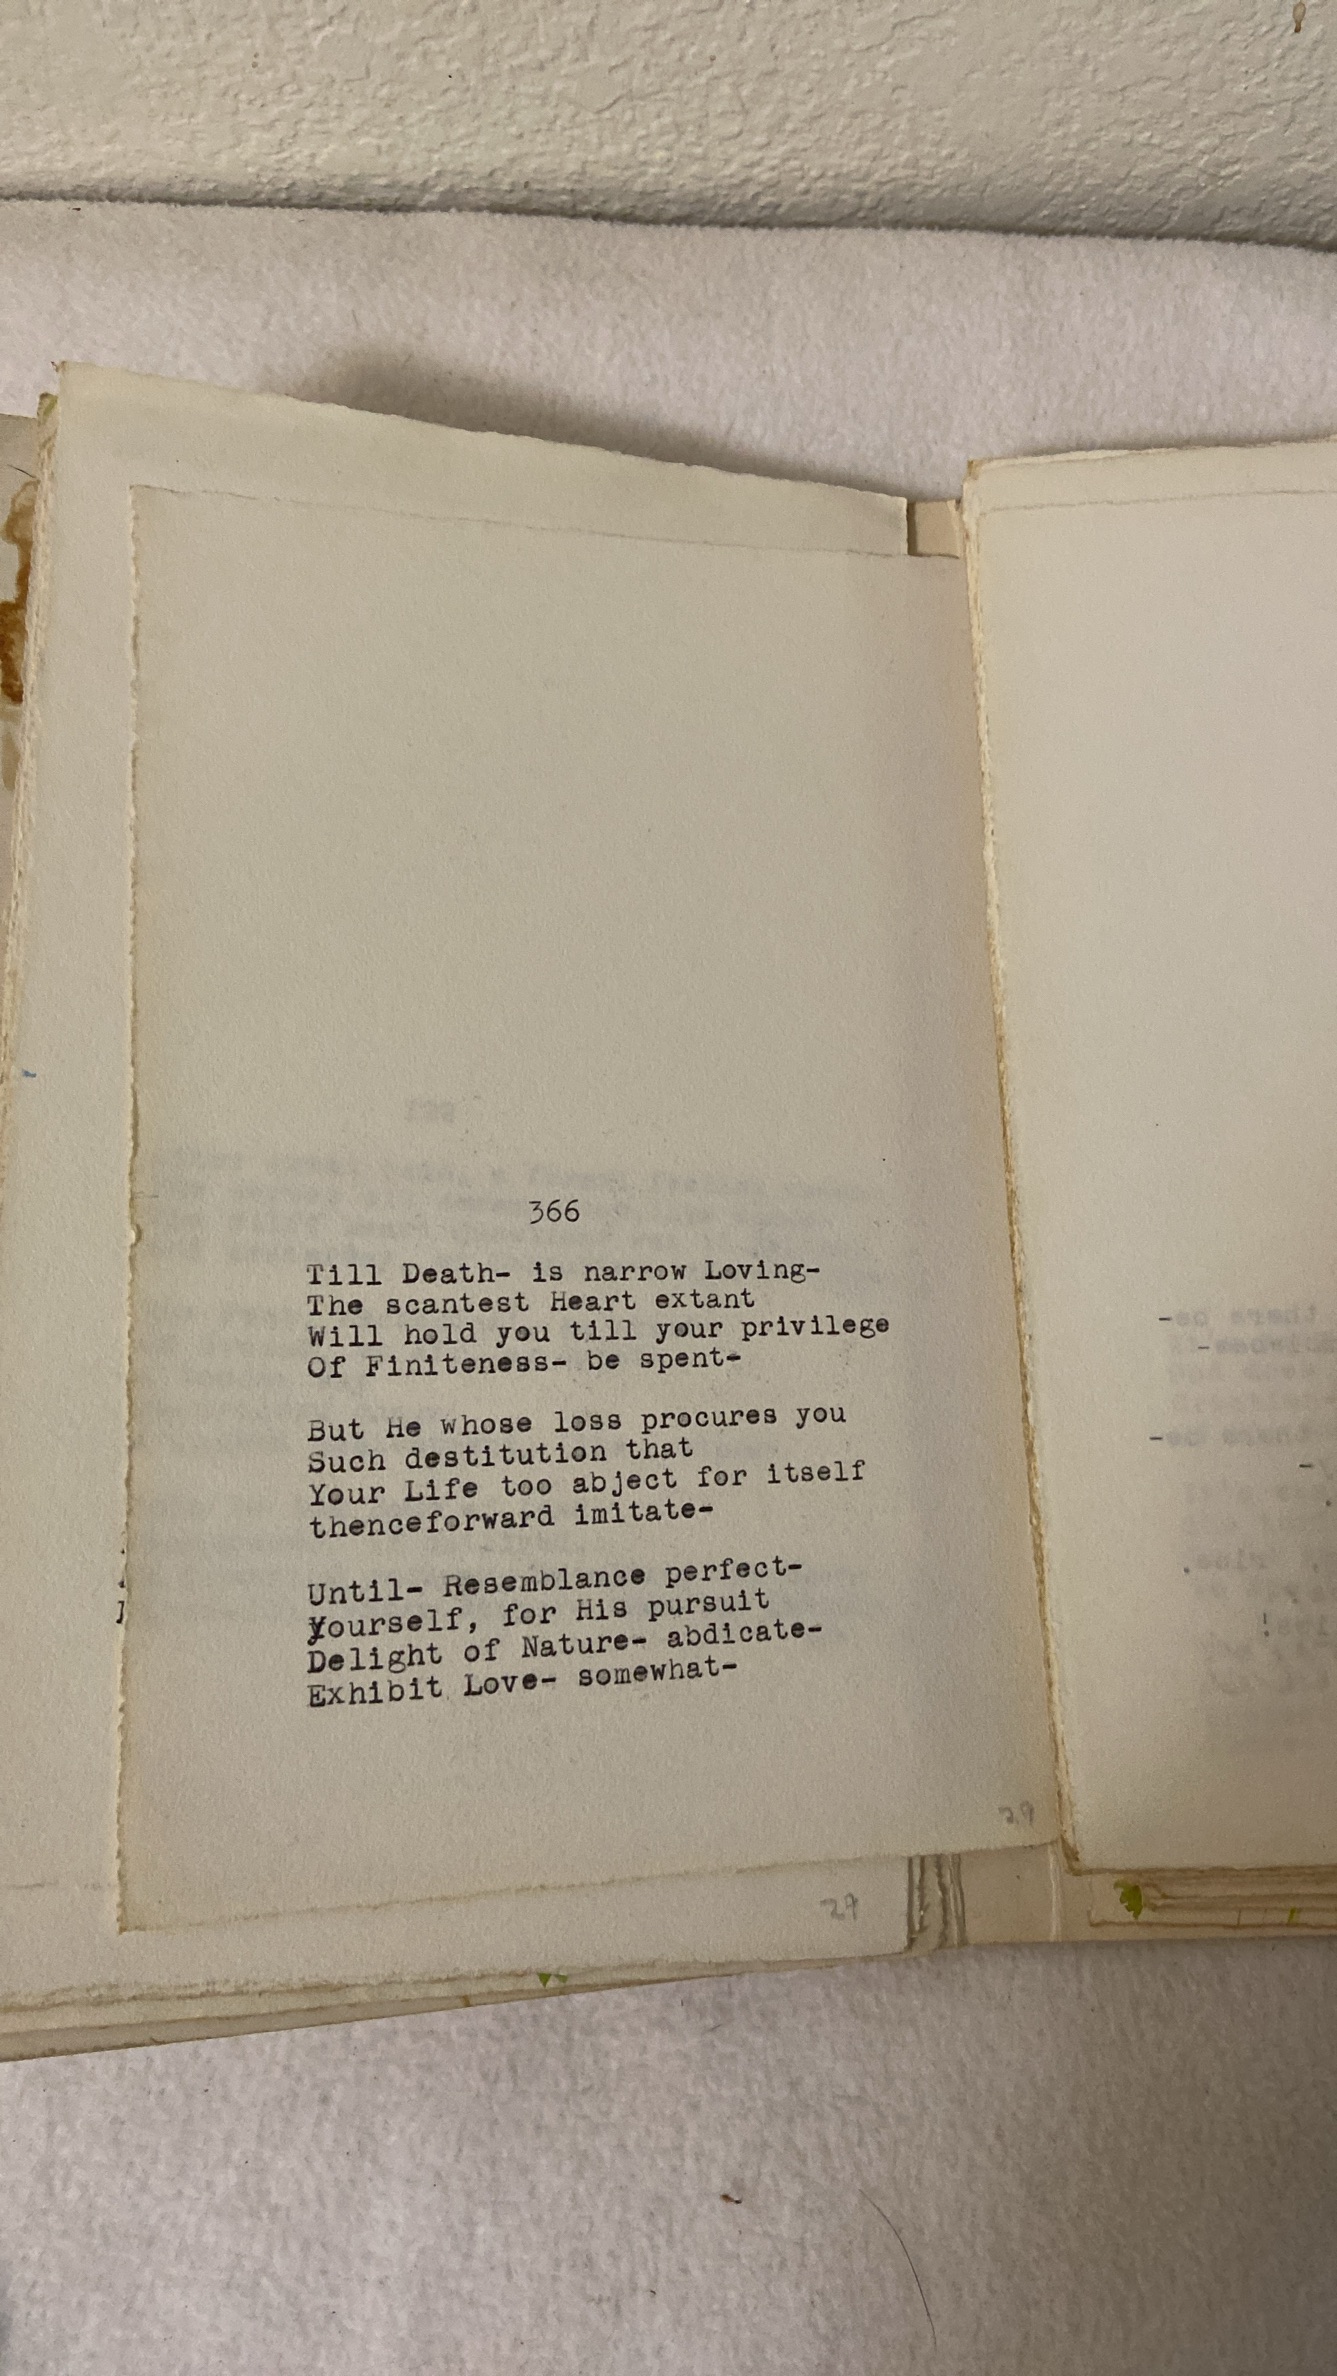 366
Till Death- is narrow Loving-
The scantest Heart extant
Will hold you till your privilege
Of Finiteness- be spent-
But He whose loss procures you
Such destitution that
Your Life too abject for itself
thenceforward imitate-
Until- Resemblance perfect-
Yourself, for His pursuit
Delight of Nature- abdicate-
Exhibit Love- somewhat-
29
29